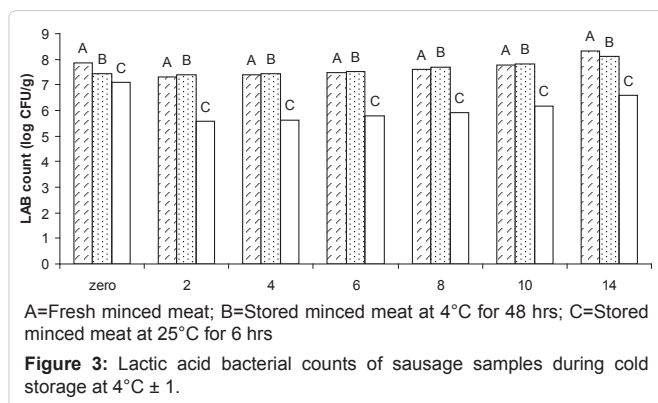 9
8
7
6
5
4
3
2
1
0
LAB count (log CFU/g)
A B C
A B C
A B C
A B C
A B C
A B C
A B C
zero 2 4 6 8 10 14
A=Fresh minced meat; B=Stored minced meat at 4°C for 48 hrs; C=Stored
minced meat at 25°C for 6 hrs
Figure 3: Lactic acid bacterial counts of sausage samples during cold
storage at 4°C ± 1.